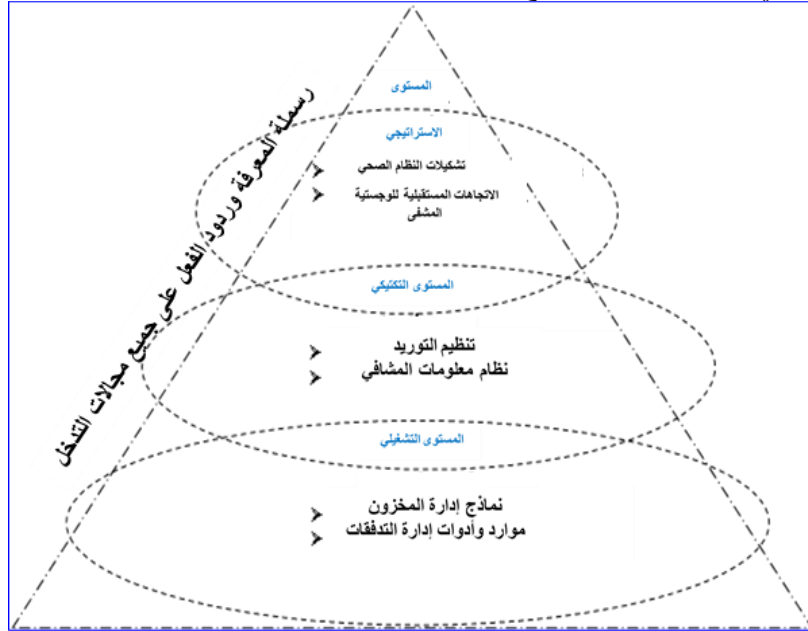 المستوى
الاستراتيجي
تشكيلات النظام الصحي
الاتجاهات المستقبلية للوجستية
المشفى
المستوى التكتيكي
تنظيم التوريد
نظام معلومات المشافي
المستوى التشغيلي
نماذج إدارة المخزون
موارد وأدوات إدارة التدفقات
رسملة المعرفة وردود الفعل على جميع مجالات التدخل